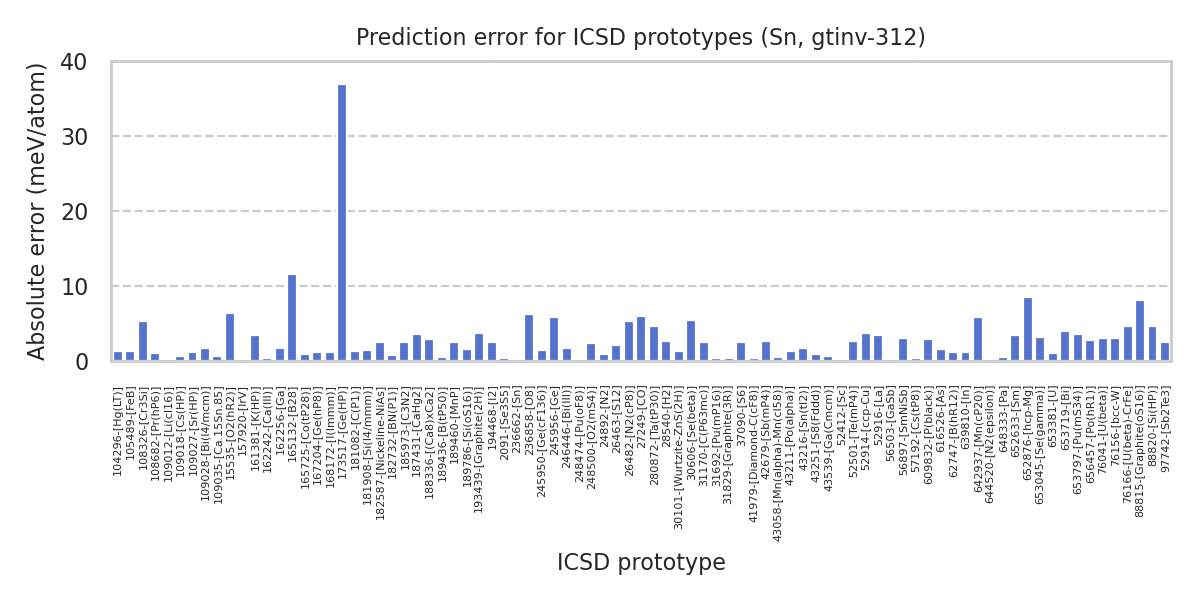 Prediction error for ICSD prototypes (Sn, gtinv-312)
Absolute error (meV/atom)
40
30
20
10
0
104296-[Hg(LT)]
105489-[FeB]
108326-[Cr3Si]
108682-[Pr(hP6)]
109012-[Li(cI16)]
109018-[Cs(HP)]
109027-[Sr(HP)]
109028-[Bi(I4/mcm)]
109035-[Ca.15Sn.85]
15535-[O2(hR2)]
157920-[IrV]
161381-[K(HP)]
162242-[Ca(III)]
162256-[Ga]
165132-[B28]
165725-[Co(tP28)]
167204-[Ge(hP8)]
168172-[I(Immm)]
173517-[Ge(HP)]
181082-[C(P1)]
181908-[Si(I4/mmm)]
182587-[Nickeline-NiAs]
182732-[BN(P1)]
185973-[C3N2]
187431-[CaHg2]
188336-[(Ca8)xCa2]
189436-[B(tP50)]
189460-[MnP]
189786-[Si(oS16)]
193439-[Graphite(2H)]
194468-[I2]
2091-[Se3S5]
236662-[Sn]
236858-[O8]
245950-[Ge(cF136)]
245956-[Ge]
246446-[Bi(III)]
248474-[Pu(oF8)]
248500-[O2(mS4)]
24892-[N2]
26463-[S12]
26482-[N2(cP8)]
27249-[CO]
280872-[Ta(tP30)]
28540-[H2]
30101-[Wurtzite-ZnS(2H)]
30606-[Se(beta)]
31170-[C(P63mc)]
31692-[Pu(mP16)]
31829-[Graphite(3R)]
37090-[S6]
41979-[Diamond-C(cF8)]
42679-[Sb(mP4)]
43058-[Mn(alpha)-Mn(cI58)]
43211-[Po(alpha)]
43216-[Sn(tI2)]
43251-[S8(Fddd)]
43539-[Ga(Cmcm)]
52412-[Sc]
52501-[Te(mP4)]
52914-[ccp-Cu]
52916-[La]
56503-[GaSb]
56897-[SmNiSb]
57192-[Cs(tP8)]
609832-[P(black)]
616526-[As]
62747-[B(hR12)]
639810-[In]
642937-[Mn(cP20)]
644520-[N2(epsilon)]
648333-[Pa]
652633-[Sm]
652876-[hcp-Mg]
653045-[Se(gamma)]
653381-[U]
653719-[Bi]
653797-[Pu(mS34)]
656457-[Po(hR1)]
76041-[U(beta)]
76156-[bcc-W]
76166-[U(beta)-CrFe]
88815-[Graphite(oS16)]
88820-[Si(HP)]
97742-[Sb2Te3]
ICSD prototype